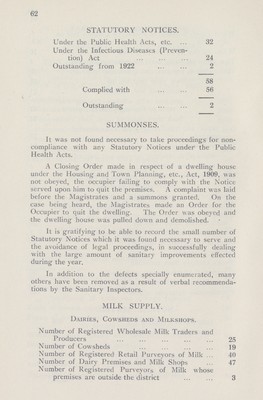 62
STATUTORY NOTICES.
Under the Public Health Acts, etc. ... 32
Under the Infectious Diseases (Preven-
tion) Act ... ... ... 24
Outstanding from 1922 ... ... 2
58
Complied with ... ... 56
Outstanding ... ... 2
SUMMONSES.
It was not found necessary to take proceedings for non-
compliance with any Statutory Notices under the Public
Health Acts.
A Closing Order made in respect of a dwelling house
under the Housing and Town Planning, etc., Act, 1909, was
not obeyed, the occupier failing to comply with the Notice
served upon him to quit the premises. A complaint was laid
before the Magistrates and a summons granted. On the
case being heard, the Magistrates made an Order for the
Occupier to quit the dwelling. The Order was obeyed and
the dwelling house was pulled down and demolished.
It is gratifying to be able to record the small number of
Statutory Notices which it was found necessary to serve and
the avoidance of legal proceedings, in successfully dealing
with the large amount of sanitary improvements effected
during the year.
In addition to the defects specially enumerated, many
others have been removed as a result of verbal recommenda-
tions by the Sanitary Inspectors.
MILK SUPPLY.
Dairies, Cowsheds and Milkshops.
Number of Registered Wholesale Milk Traders and
Producers ... ... ... ... ... 25
Number of Cowsheds ... ... ... ... 19
Number of Registered Retail Purveyors of Milk ... 40
Number of Dairy Premises and Milk Shops ... 47
Number of Registered Purveyors of Milk whose
premises are outside the district ... ... 3